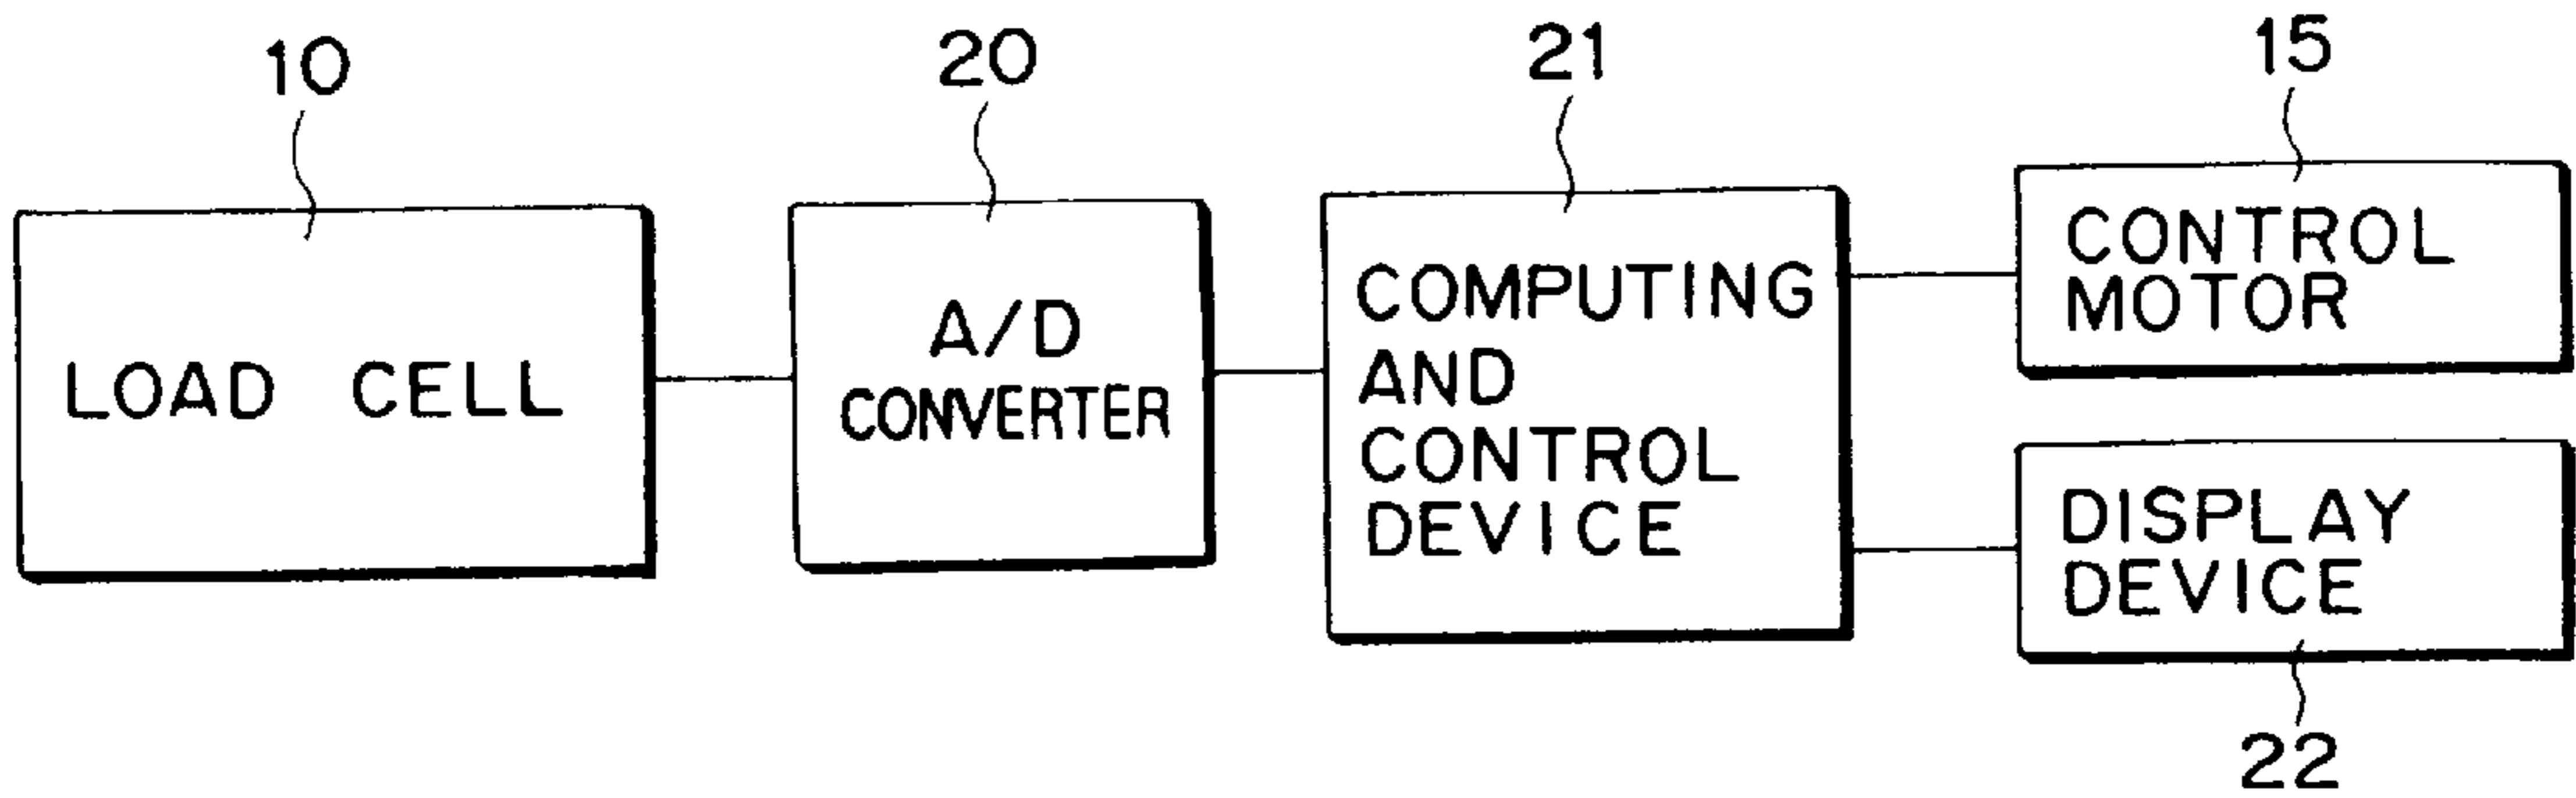 10
20
21
15
LOAD CELL
A/D
CONVERTER
COMPUTING
AND
CONTROL
DEVICE
CONTROL
MOTOR
DISPLAY
DEVICE
22